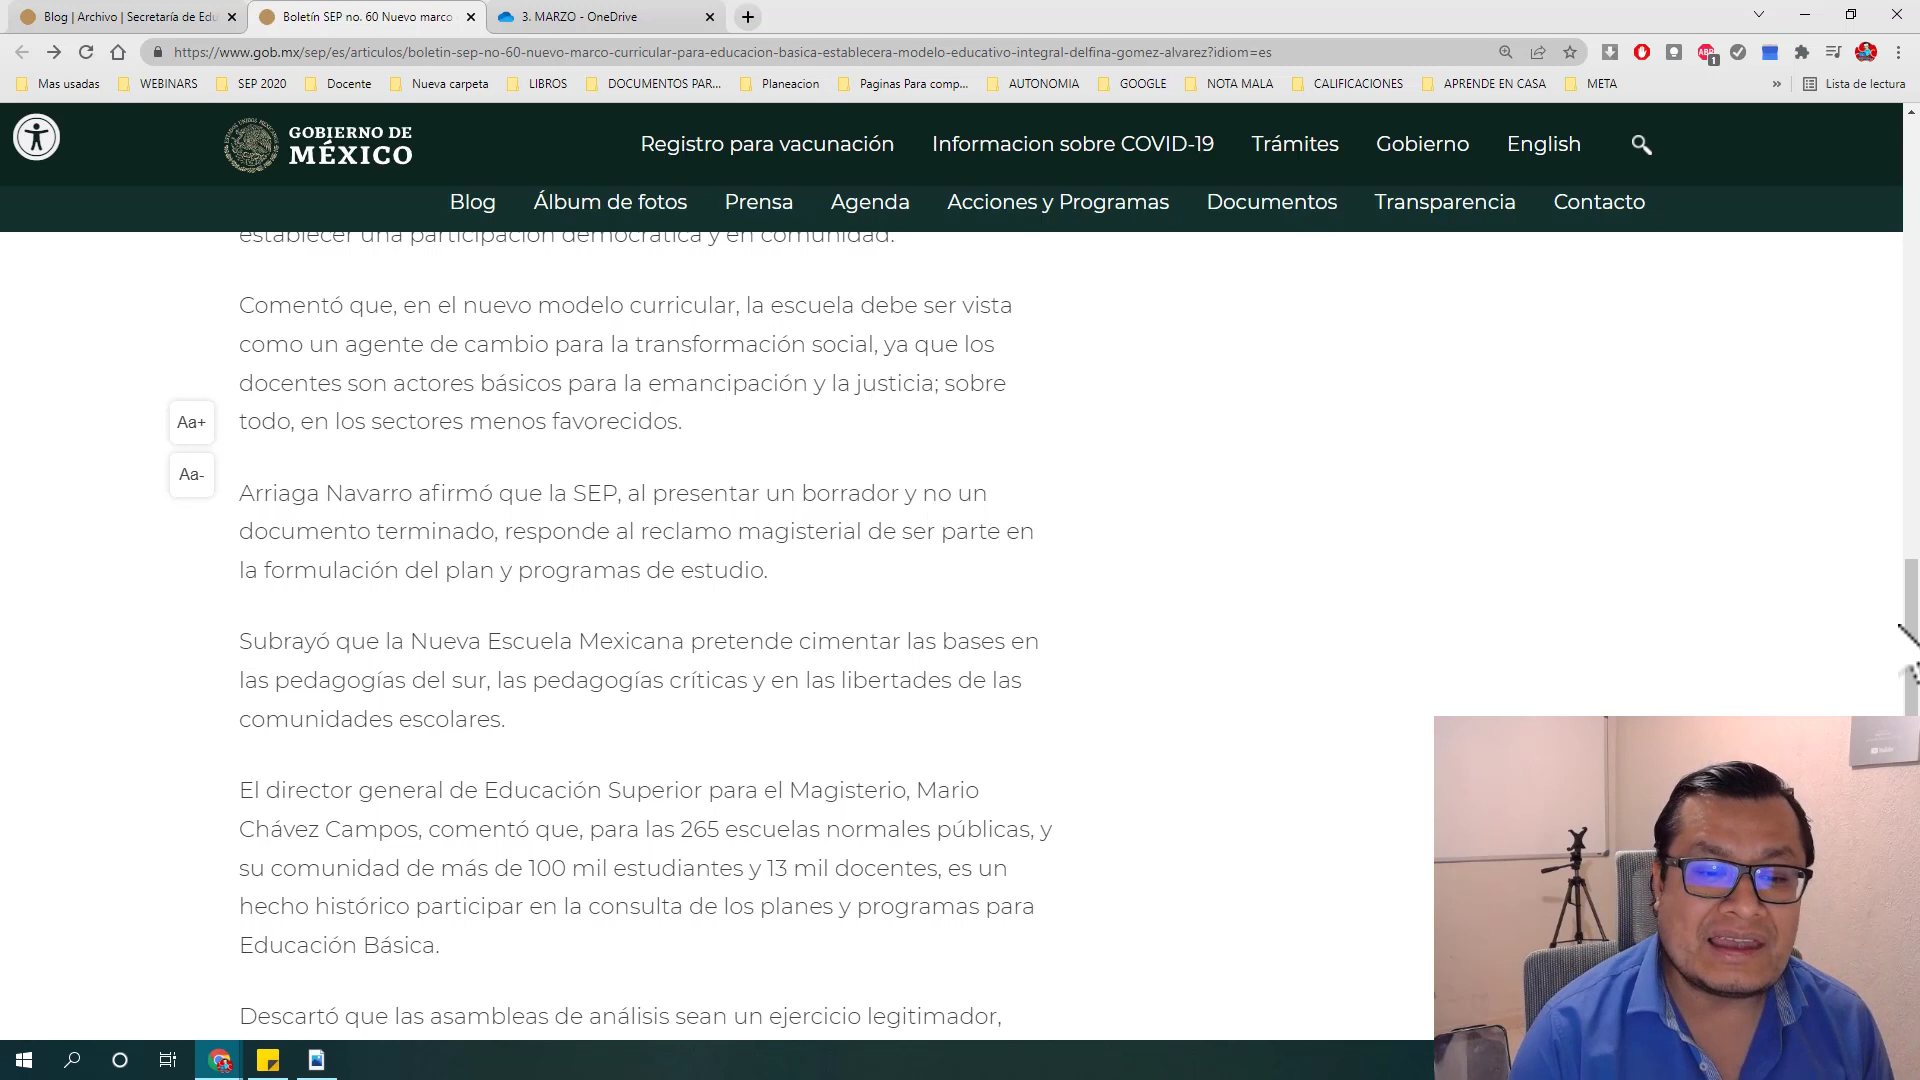 Blog | Archivo | Secretaría de Edu
Boletín SEP no. 60 Nuevo marco
3. MARZO - OneDrive
https://www.gob.mx/sep/es/articulos/boletin-sep-no-60-nuevo-marco-curricular-para-educacion-basica-establecera-modelo-educativo-integral-delfina-gomez-alvarez?idiom=es
ABP
1
Mas usadas
WEBINARS
SEP 2020
Docente
Nueva carpeta
LIBROS
DOCUMENTOS PAR...
Planeacion
Paginas Para comp...
AUTONOMIA
GOOGLE
NOTA MALA
CALIFICACIONES
APRENDE EN CASA
META
»
Lista de lectura
GOBIERNO DE
MÉXICO
Registro para vacunación
Informacion sobre COVID-19
Trámites
Gobierno
English
Blog
Álbum de fotos
Prensa
Agenda
Acciones y Programas
Documentos
Transparencia
Contacto
establecer una participación democrática y en comunidad.
Comentó que, en el nuevo modelo curricular, la escuela debe ser vista
como un agente de cambio para la transformación social, ya que los
docentes son actores básicos para la emancipación y la justicia; sobre
todo, en los sectores menos favorecidos.
Aa+
Aa-
Arriaga Navarro afirmó que la SEP, al presentar un borrador y no un
documento terminado, responde al reclamo magisterial de ser parte en
la formulación del plan y programas de estudio.
Subrayó que la Nueva Escuela Mexicana pretende cimentar las bases en
las pedagogías del sur, las pedagogías críticas y en las libertades de las
comunidades escolares.
El director general de Educación Superior para el Magisterio, Mario
Chávez Campos, comentó que, para las 265 escuelas normales públicas, y
su comunidad de más de 100 mil estudiantes y 13 mil docentes, es un
hecho histórico participar en la consulta de los planes y programas para
Educación Básica.
Descartó que las asambleas de análisis sean un ejercicio legitimador,